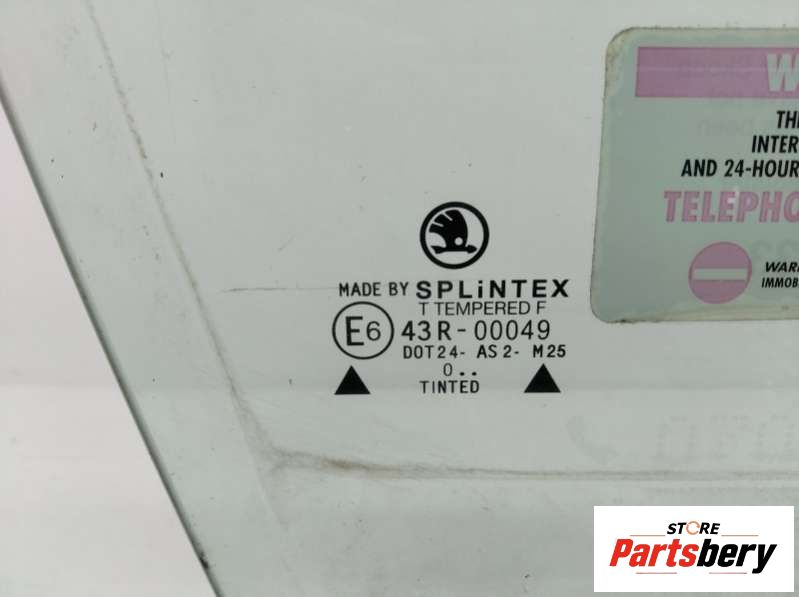 MADE BY SPLiNTEX
T TEMPERED F
E6 43R-00049
DOT24- AS2- M25
0..
TINTED
W
TH
INTER
AND 24-HOUR
TELEPHO
WAR
IMMOB
STORE
Partsbery